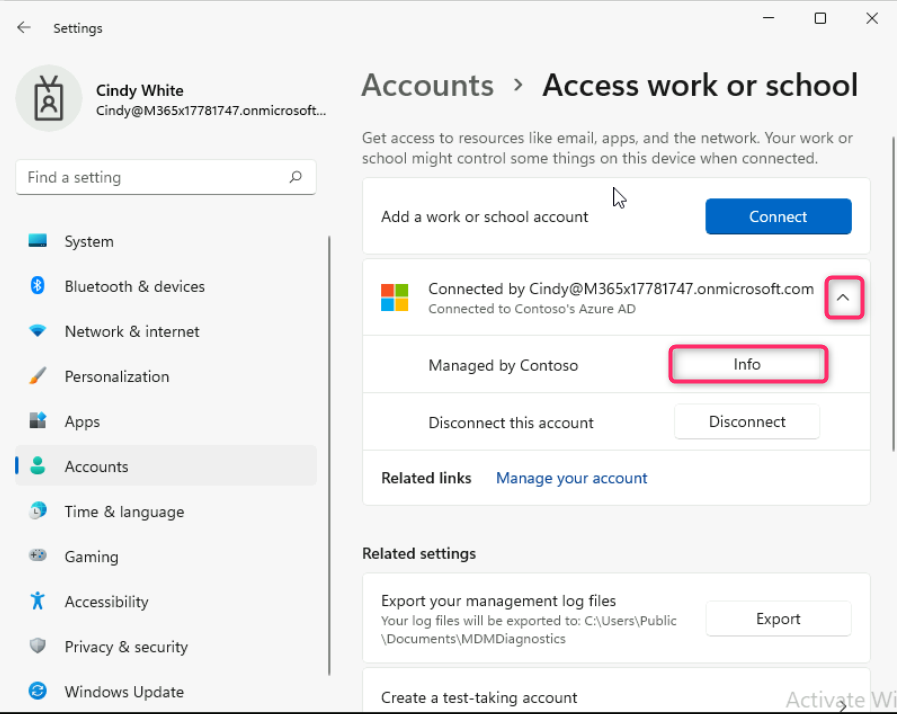 Settings
Cindy White
Cindy@M365x17781747.onmicrosoft...
Find a setting
System
Bluetooth & devices
Network & internet
Personalization
Apps
Accounts
Time & language
Gaming
Accessibility
Privacy & security
Windows Update
Accounts › Access work or school
Get access to resources like email, apps, and the network. Your work or
school might control some things on this device when connected.
Add a work or school account
Connect
Connected by Cindy@M365x17781747.onmicrosoft.com
Connected to Contoso's Azure AD
Managed by Contoso
Info
Disconnect this account
Disconnect
Related links Manage your account
Related settings
Export your management log files
Your log files will be exported to: C:\Users\Public
\Documents\MDMDiagnostics
Export
Create a test-taking account
Activate Wi